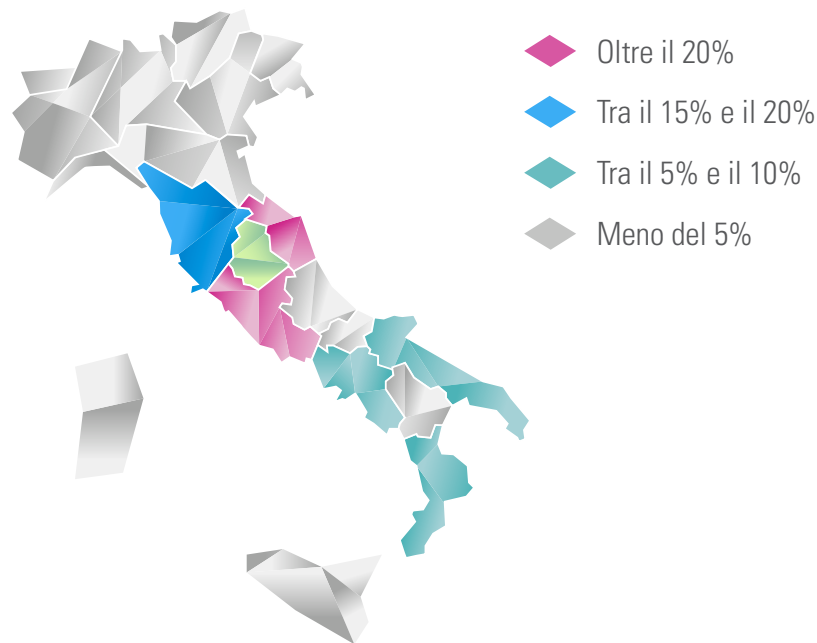 Oltre il 20%
Tra il 15% e il 20%
Tra il 5% e il 10%
Meno del 5%